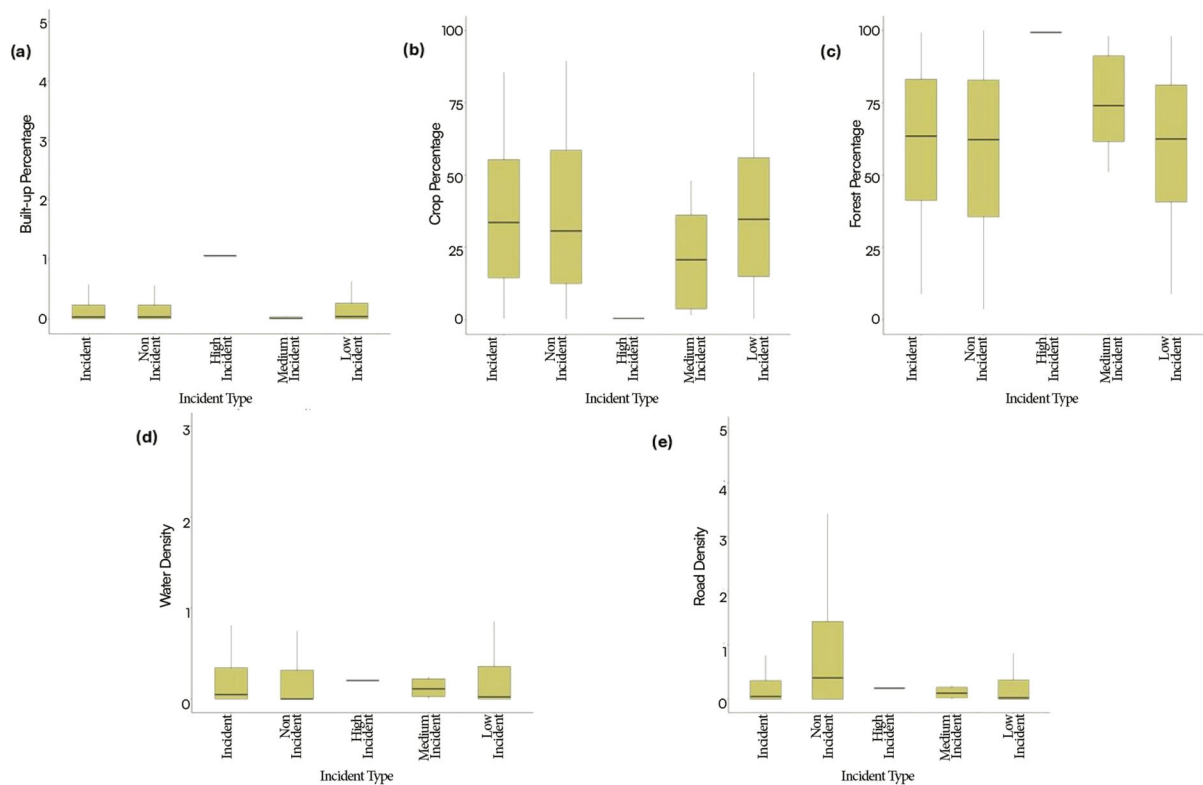 (a)
Built-up Percentage
5
4
3
2
1
0
Incident
Non
Incident
High
Incident
Medium
Incident
Low
Incident
Incident Type
(b)
Crop Percentage
100
75
50
25
0
Incident
Non
Incident
High
Incident
Medium
Incident
Low
Incident
Incident Type
(c)
Forest Percentage
100
75
50
25
0
Incident
Non
Incident
High
Incident
Medium
Incident
Low
Incident
Incident Type
(d)
Water Density
3
2
1
0
Incident
Non
Incident
High
Incident
Medium
Incident
Low
Incident
Incident Type
(e)
Road Density
5
4
3
2
1
0
Incident
Non
Incident
High
Incident
Medium
Incident
Low
Incident
Incident Type